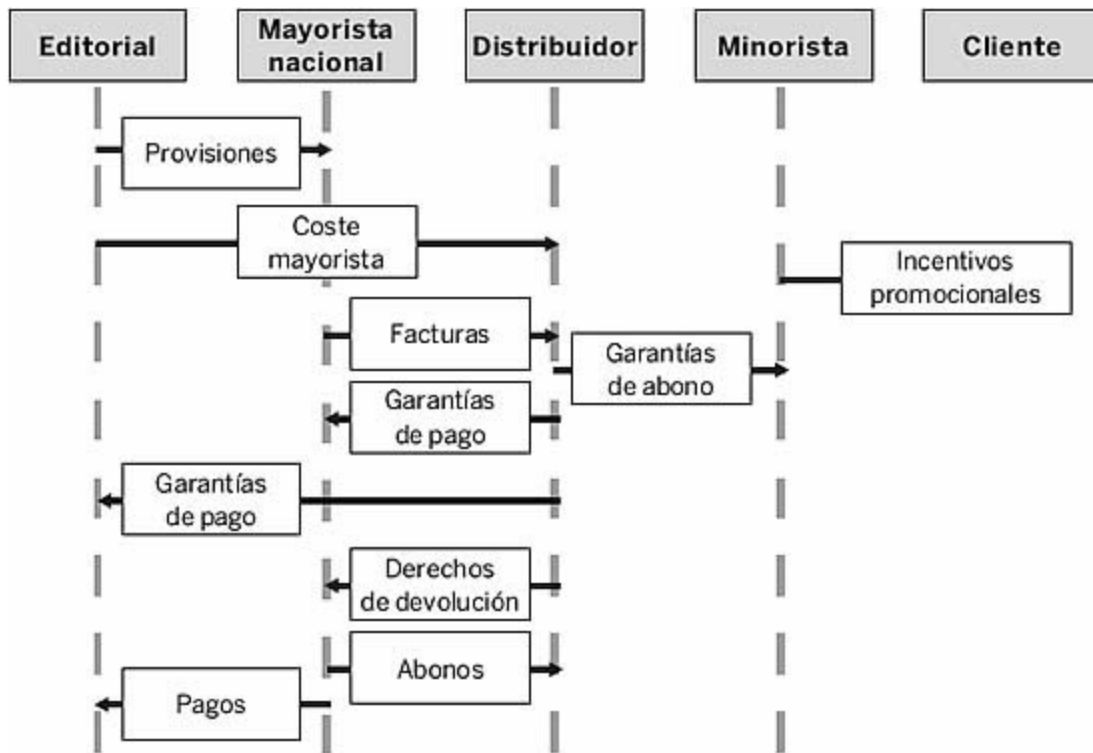 Editorial
Mayorista
nacional
Distribuidor
Minorista
Cliente
Provisiones
Coste
mayorista
Incentivos
promocionales
Facturas
Garantías
de abono
Garantías
de pago
Garantías
de pago
Derechos
de devolución
Abonos
Pagos